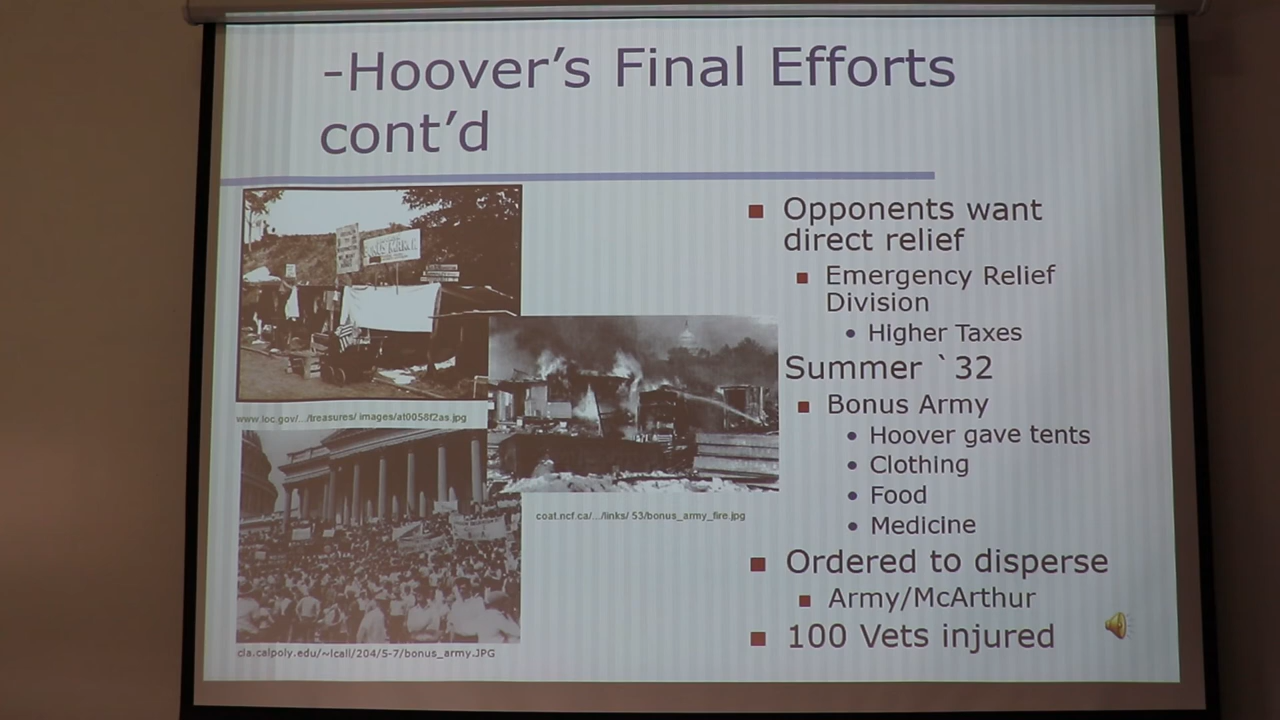 -Hoover's Final Efforts
cont'd
www.loc.gov/.../treasures/ images/at0058f2as.jpg
coat.ncf.ca/.../links/ 53/bonus_army_fire.jpg
cla.calpoly.edu/~lcall/204/5-7/bonus_army.JPG
Opponents want
direct relief
Emergency Relief
Division
Higher Taxes
Summer `32
Bonus Army
Hoover gave tents
Clothing
Food
Medicine
Ordered to disperse
Army/McArthur
100 Vets injured